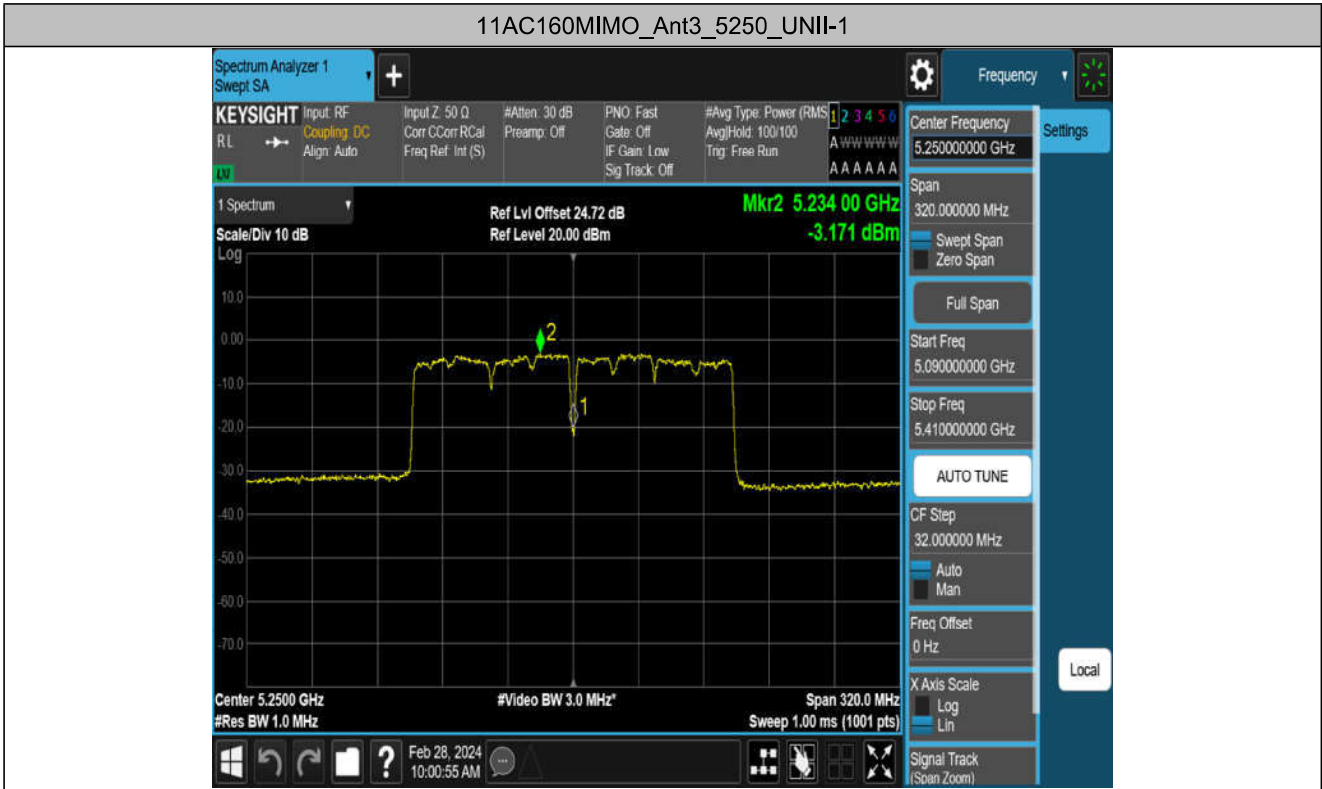 11AC160MIMO_Ant3_5250_UNII-1
Spectrum Analyzer 1
Swept SA
+
Frequency
KEYSIGHT
RL
Input: RF
Coupling: DC
Align: Auto
Input Z: 50 Ω
Corr CCorr RCal
Freq Ref: Int (S)
#Atten: 30 dB
Preamp: Off
PNO: Fast
Gate: Off
IF Gain: Low
Sig Track: Off
#Avg Type: Power (RMS
Avg|Hold: 100/100
Trig: Free Run
1 2 3 4 5 6
A W W W W W
A A A A A A
Center Frequency
5.250000000 GHz
Settings
Span
320.000000 MHz
Swept Span
Zero Span
Full Span
Start Freq
5.090000000 GHz
Stop Freq
5.410000000 GHz
AUTO TUNE
CF Step
32.000000 MHz
Auto
Man
Freq Offset
0 Hz
X Axis Scale
Log
Lin
Signal Track
(Span Zoom)
Local
1 Spectrum
Scale/Div 10 dB
Log
Ref Lvl Offset 24.72 dB
Ref Level 20.00 dBm
Mkr2 5.234 00 GHz
-3.171 dBm
10.0
0.00
-10.0
-20.0
-30.0
-40.0
-50.0
-60.0
-70.0
2
1
Center 5.2500 GHz
#Video BW 3.0 MHz*
Span 320.0 MHz
#Res BW 1.0 MHz
Sweep 1.00 ms (1001 pts)
?
Feb 28, 2024
10:00:55 AM